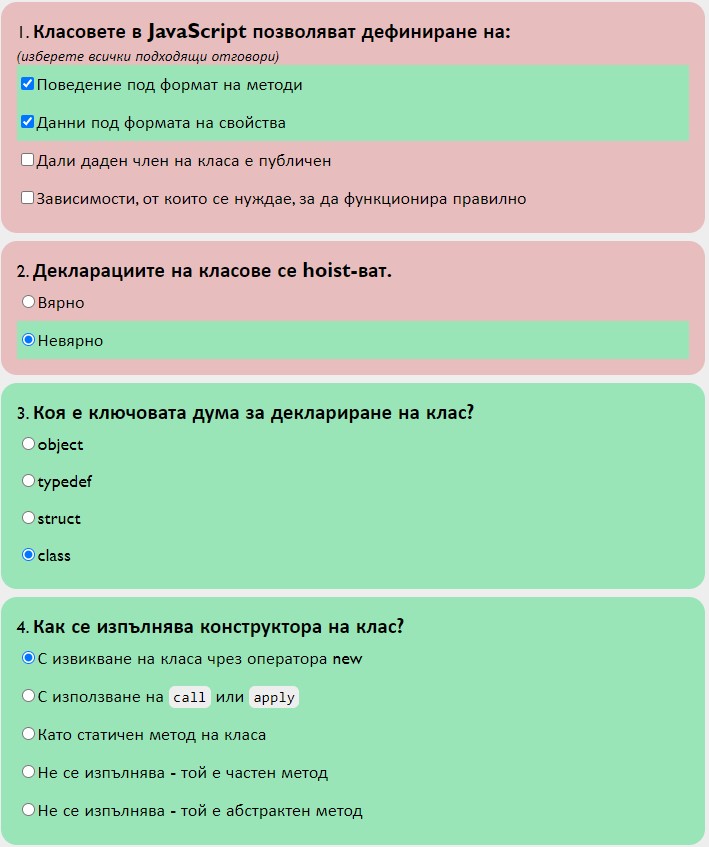 1. Класовете в JavaScript позволяват дефиниране на:
(изберете всички подходящи отговори)
Поведение под формат на методи
Данни под формата на свойства
Дали даден член на класа е публичен
Зависимости, от които се нуждае, за да функционира правилно
2. Декларациите на класове се hoist-ват.
Вярно
Невярно
3. Коя е ключовата дума за деклариране на клас?
object
typedef
struct
class
4. Как се изпълнява конструктора на клас?
С извикване на класа чрез оператора new
С използване на call или apply
Като статичен метод на класа
Не се изпълнява - той е частен метод
Не се изпълнява - той е абстрактен метод